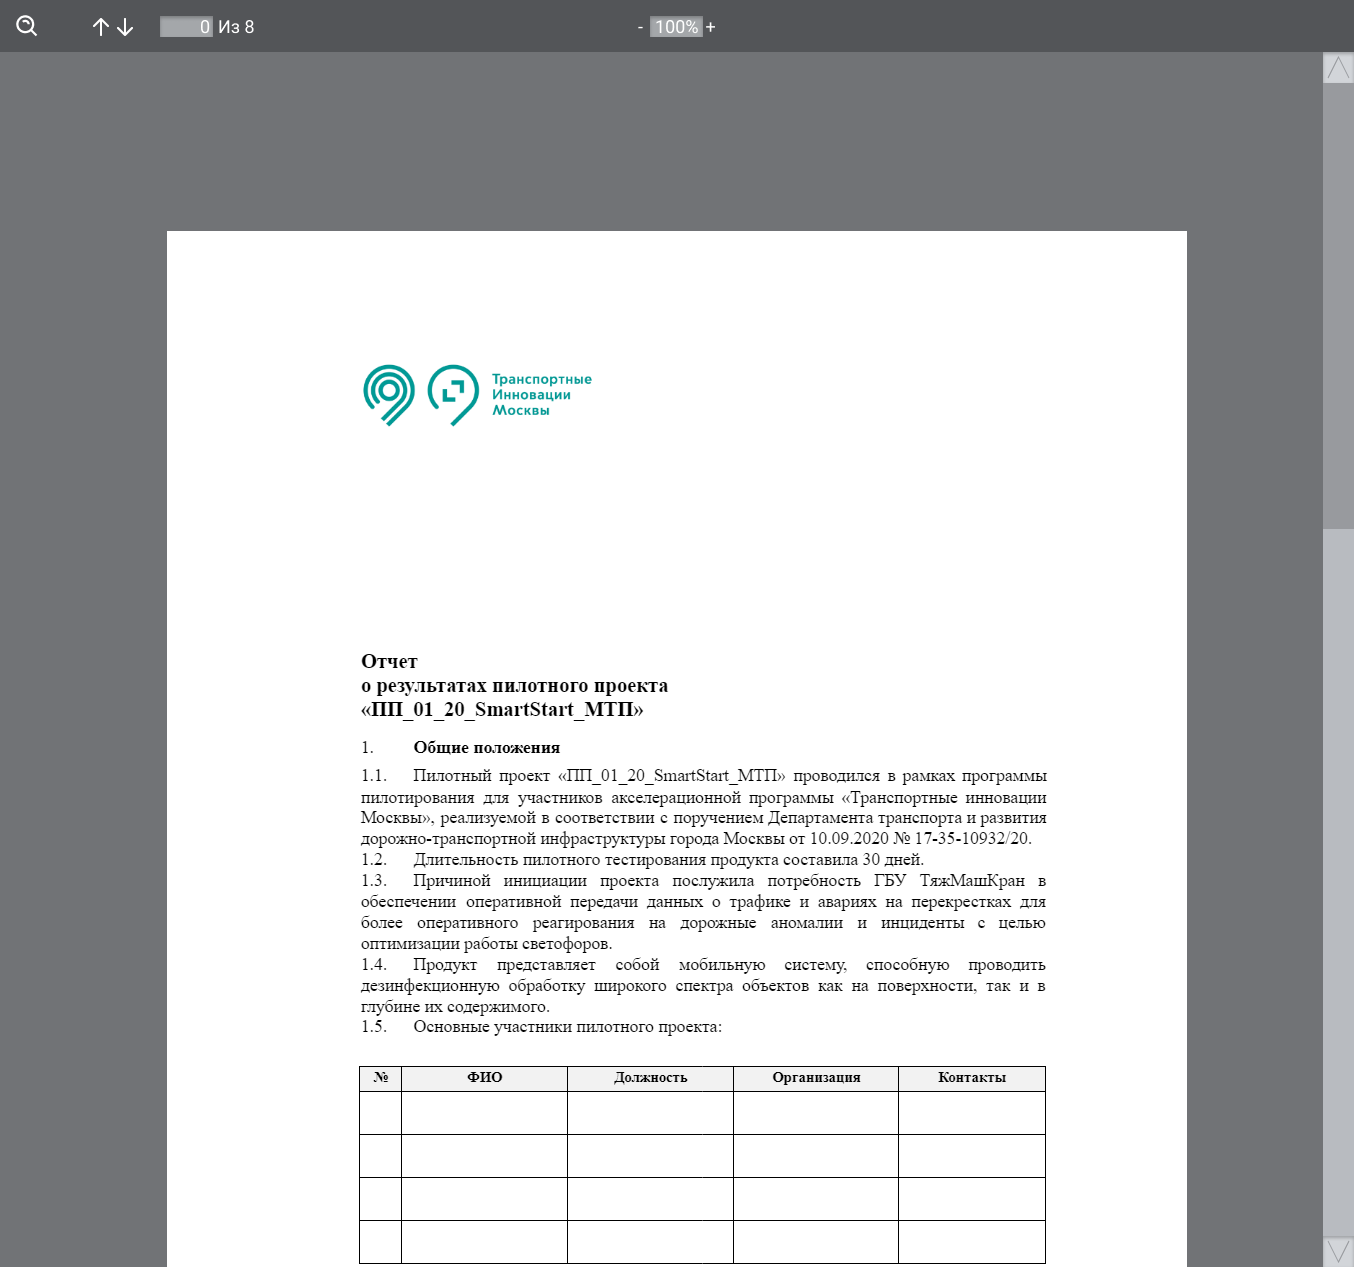 0 Из 8 - 100% +
Транспортные
Инновации
Москвы
Отчет
о результатах пилотного проекта
«ПП_01_20_SmartStart_МТП»
1. Общие положения
1.1. Пилотный проект «ПП_01_20_SmartStart_МТП» проводился в рамках программы
пилотирования для участников акселерационной программы «Транспортные инновации
Москвы», реализуемой в соответствии с поручением Департамента транспорта и развития
дорожно-транспортной инфраструктуры города Москвы от 10.09.2020 № 17-35-10932/20.
1.2. Длительность пилотного тестирования продукта составила 30 дней.
1.3. Причиной инициации проекта послужила потребность ГБУ ТяжМашКран в
обеспечении оперативной передачи данных о трафике и авариях на перекрестках для
более оперативного реагирования на дорожные аномалии и инциденты с целью
оптимизации работы светофоров.
1.4. Продукт представляет собой мобильную систему, способную проводить
дезинфекционную обработку широкого спектра объектов как на поверхности, так и в
глубине их содержимого.
1.5. Основные участники пилотного проекта:
№ ФИО Должность Организация Контакты